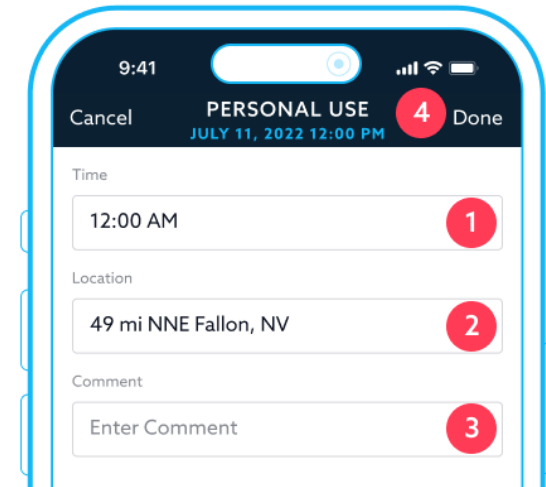 9:41
Cancel PERSONAL USE 4 Done
JULY 11, 2022 12:00 PM
Time
12:00 AM 1
Location
49 mi NNE Fallon, NV 2
Comment
Enter Comment 3